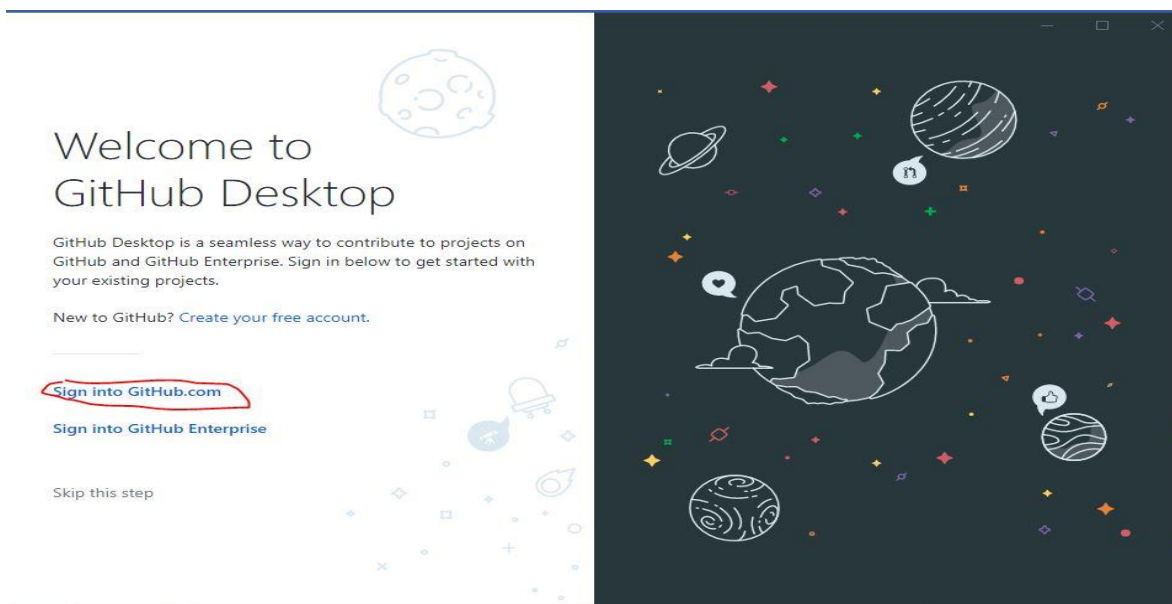 Welcome to
GitHub Desktop
GitHub Desktop is a seamless way to contribute to projects on
GitHub and GitHub Enterprise. Sign in below to get started with
your existing projects.
New to GitHub? Create your free account.
Sign into GitHub.com
Sign into GitHub Enterprise
Skip this step